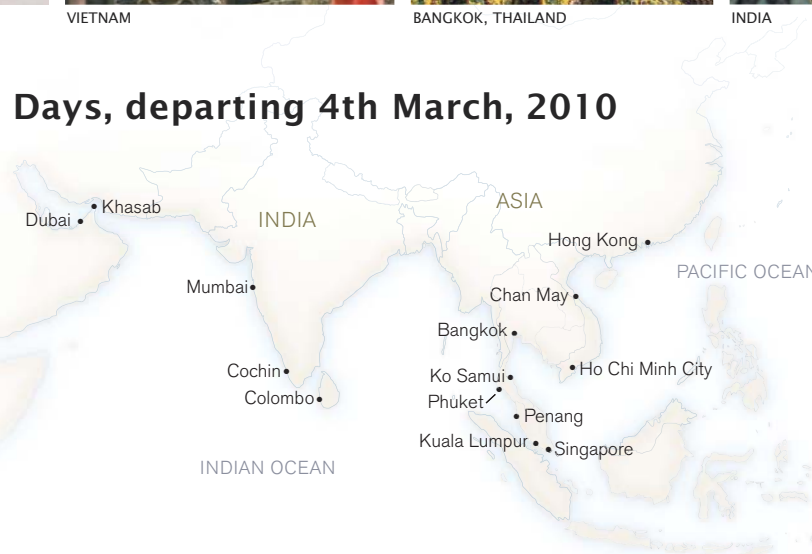 VIETNAM
BANGKOK, THAILAND
INDIA
Days, departing 4th March, 2010
ASIA
Khasab
Dubai
INDIA
Hong Kong
PACIFIC OCEAN
Mumbai
Chan May
Bangkok
Cochin
Ko Samui
Ho Chi Minh City
Colombo
Phuket
Penang
Kuala Lumpur
Singapore
INDIAN OCEAN